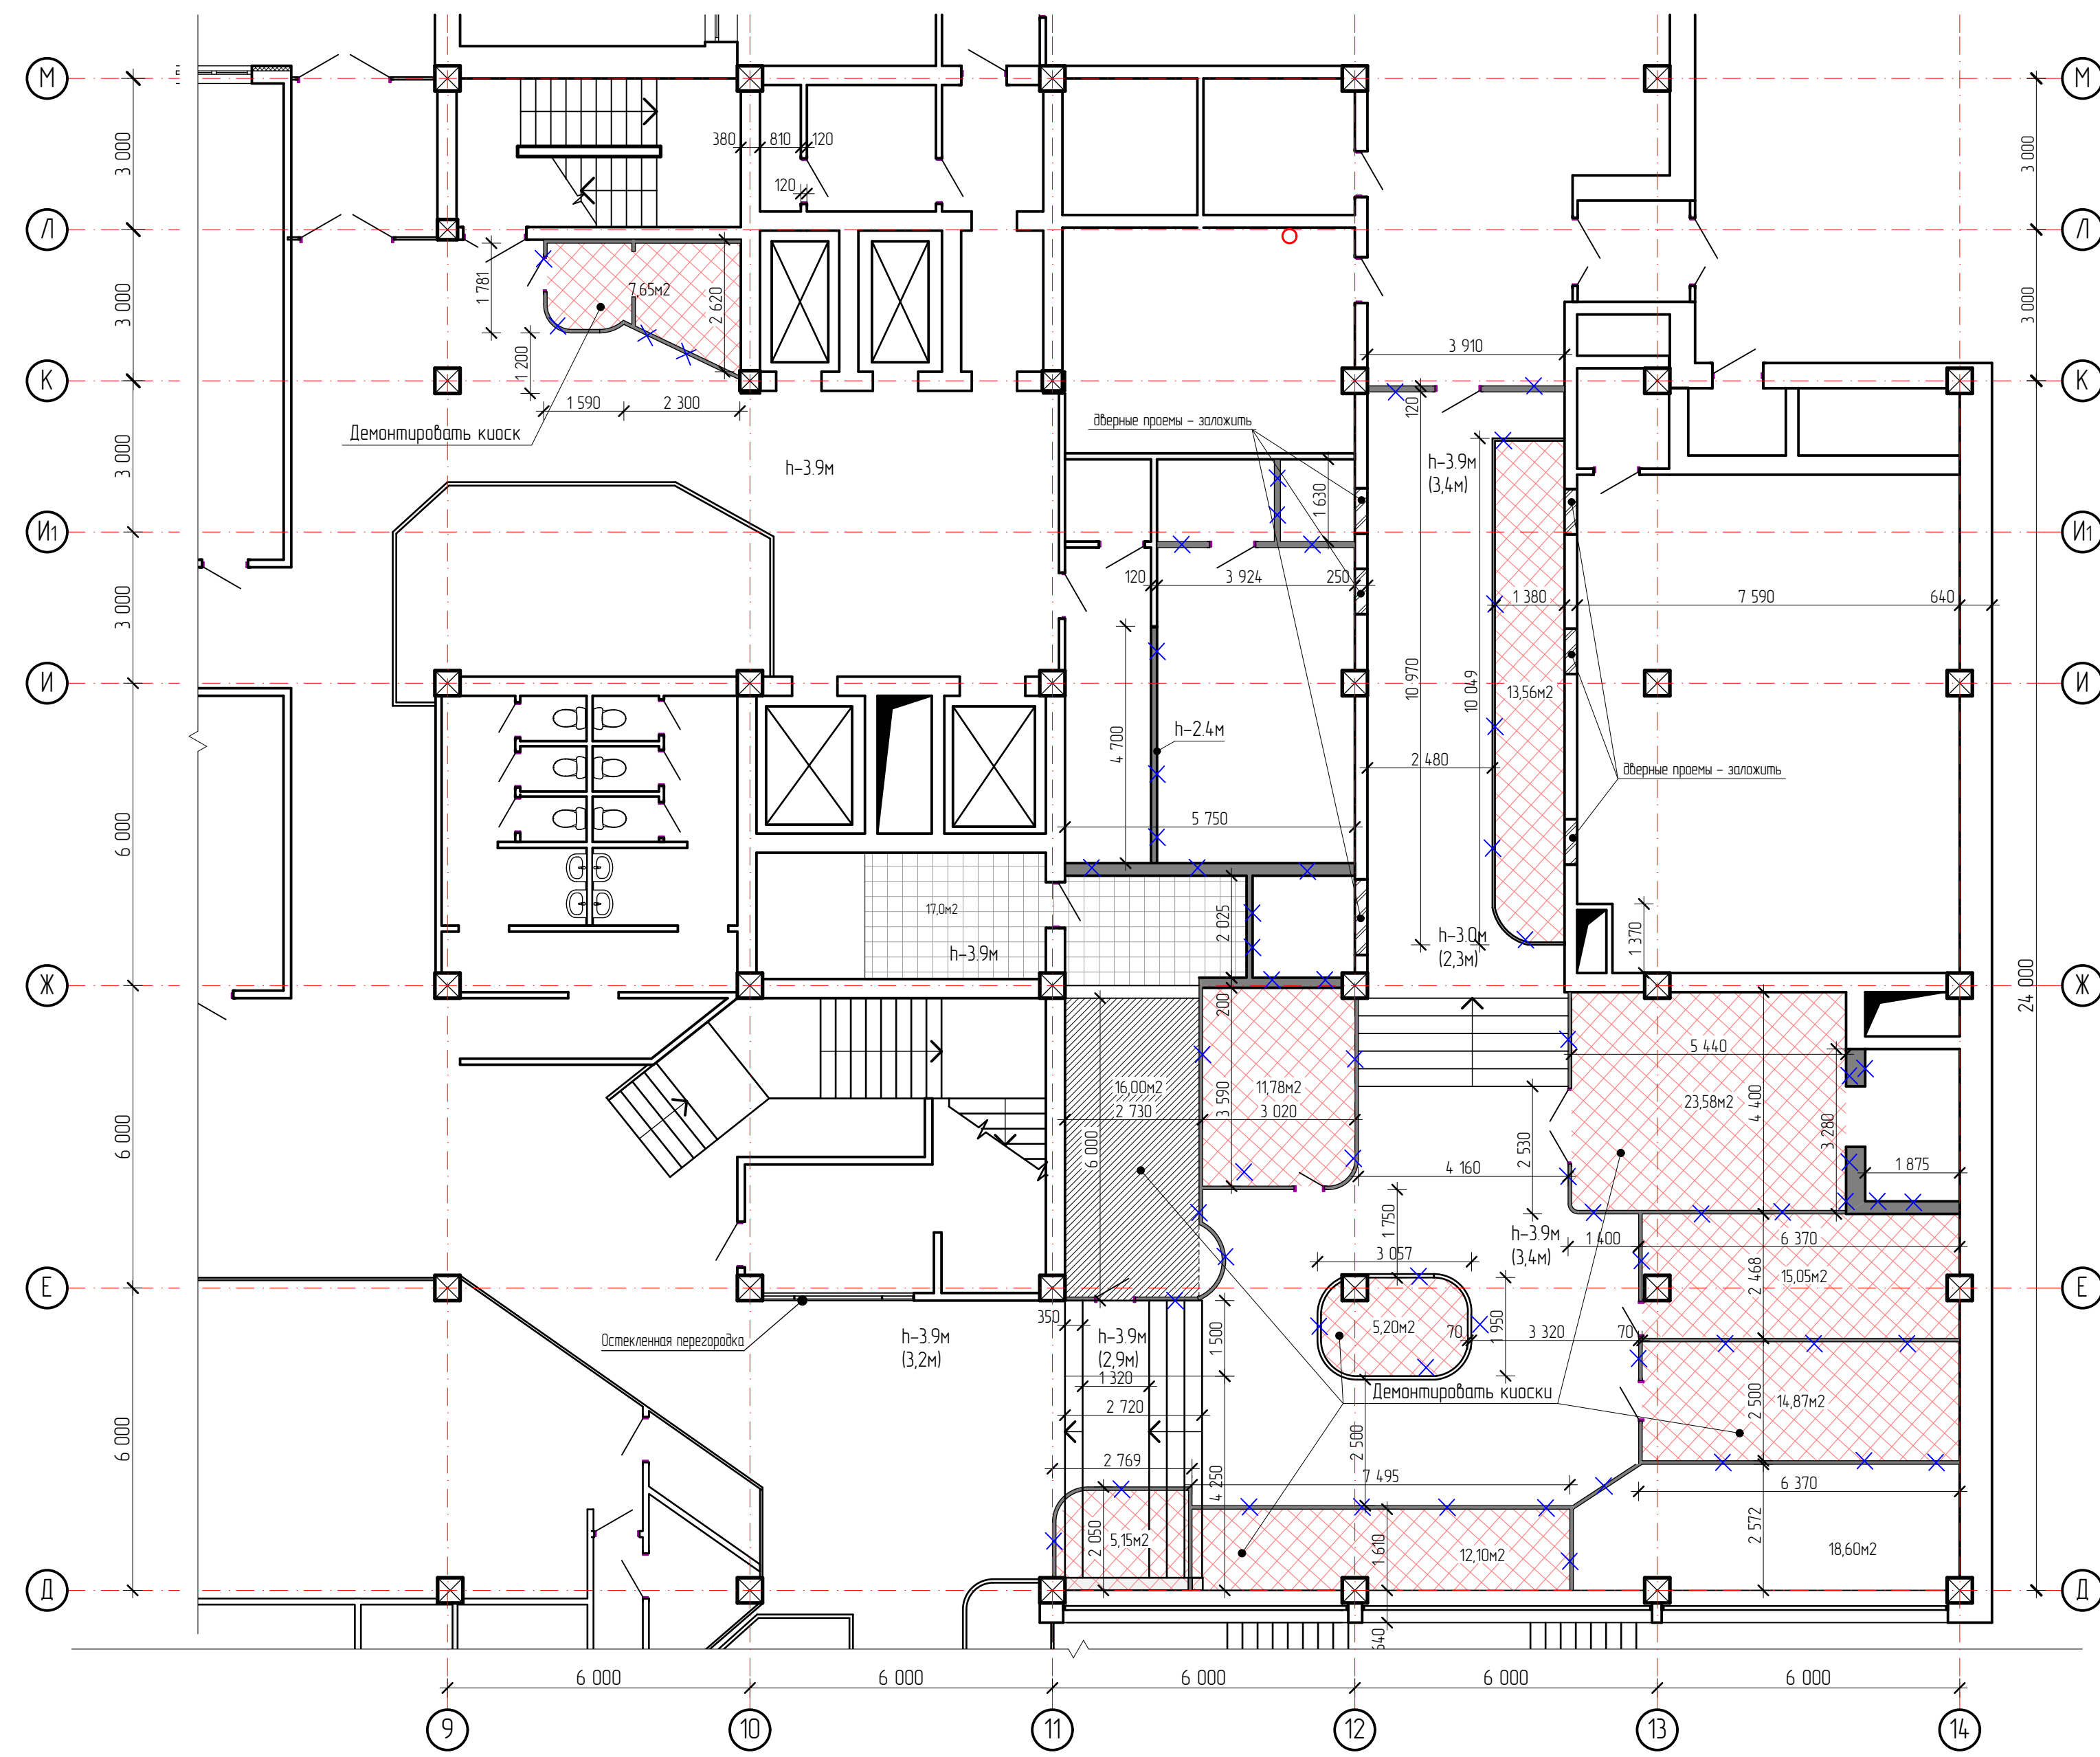 М
М
3 000
380
810
120
120
3 000
Л
Л
3 000
1 781
7,65м2
2 620
3 000
1 200
3 910
К
К
1 590
2 300
120
Демонтировать киоск
дверные проемы – заложить
3 000
h–3.9м
h–3.9м
(3,4м)
1 630
И1
И1
3 000
120
3 924
250
1 380
7 590
640
И
И
10 970
10 049
13,56м2
4 700
h–2.4м
2 480
дверные проемы – заложить
6 000
5 750
17,0м2
2 025
h–3.9м
h–3.0м
(2,3м)
1 370
Ж
Ж
200
24 000
5 440
16,00м2
3 590
11,78м2
23,58м2
4 400
2 730
3 020
3 280
6 000
6 000
2 530
4 160
1 875
1 750
h–3.9м
(3,4м)
1 400
6 370
3 057
15,05м2
2 468
Е
Е
350
Остекленная перегородка
h–3.9м
(3,2м)
h–3.9м
(2,9м)
1 500
5,20м2
70
1 950
3 320
70
1 320
Демонтировать киоски
14,87м2
2 500
2 720
6 000
2 500
2 769
7 495
4 250
6 370
2 050
5,15м2
1 610
12,10м2
2 572
18,60м2
Д
Д
640
6 000
6 000
6 000
6 000
6 000
9
10
11
12
13
14